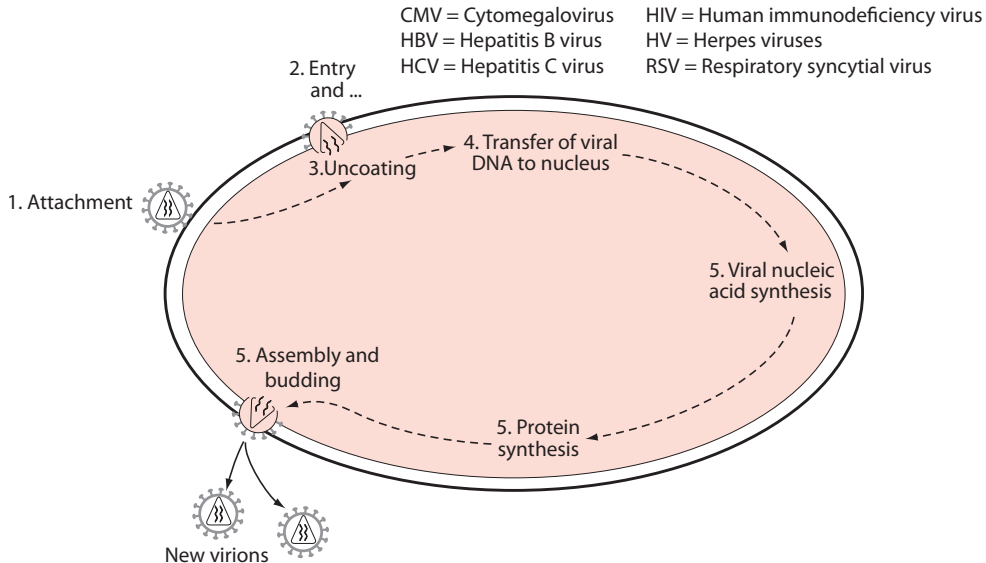 CMV = Cytomegalovirus
HBV = Hepatitis B virus
HCV = Hepatitis C virus
HIV = Human immunodeficiency virus
HV = Herpes viruses
RSV = Respiratory syncytial virus
2. Entry
and ...
3.Uncoating
4. Transfer of viral
DNA to nucleus
1. Attachment
5. Viral nucleic
acid synthesis
5. Assembly and
budding
5. Protein
synthesis
New virions